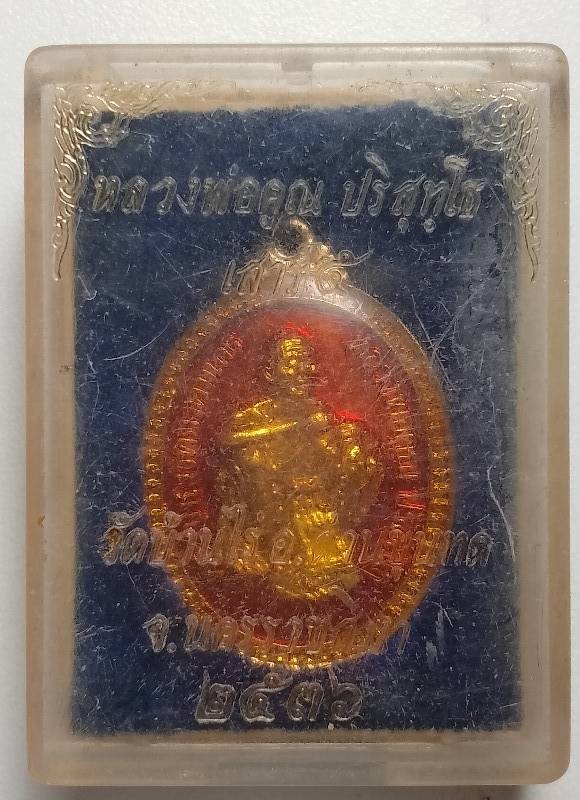 หลวงพ่อคูณ ปริสุทฺโธ
เสาร์๕
วัดบ้านไร่ อ.ด่านขุนทด
จ.นครราชสีมา
๒๕๓๖